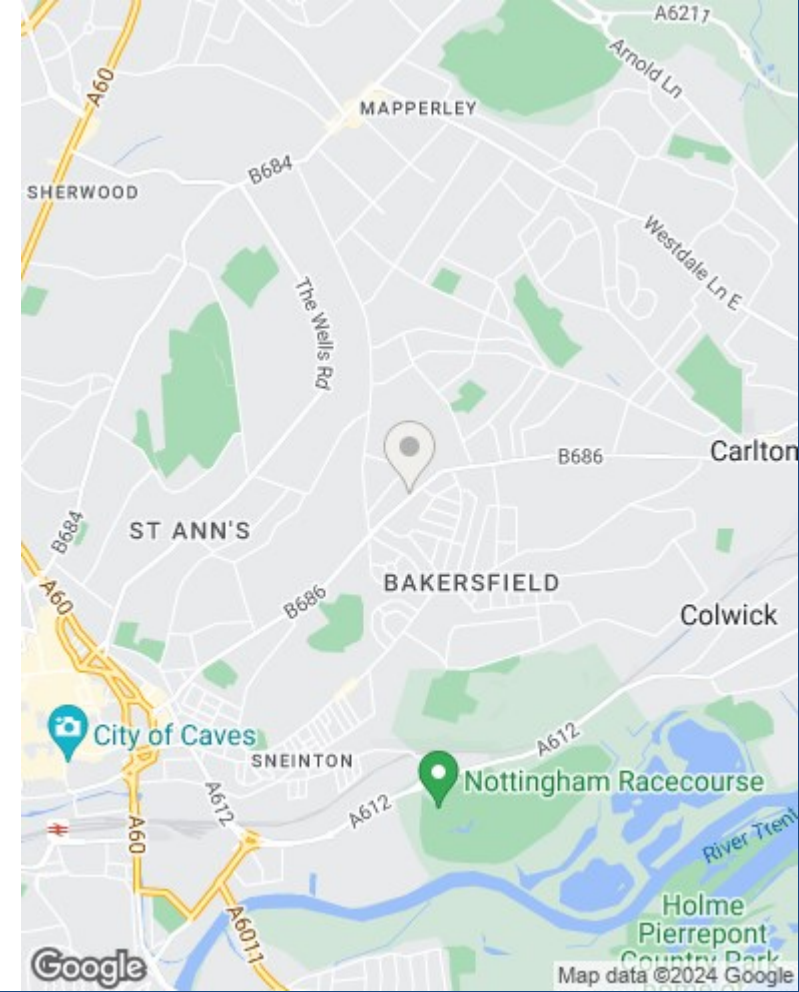 A6211
Arnold Ln
A60
MAPPERLEY
B684
SHERWOOD
Westdale Ln E
The Wells Rd
B686
Carlton
ST ANN'S
B684
BAKERSFIELD
A60
B686
Colwick
City of Caves
A612
SNEINTON
Nottingham Racecourse
A612
A612
A60
River Trent
Holme
Pierrepont
Country Park
A6011
Google
Map data ©2024 Google